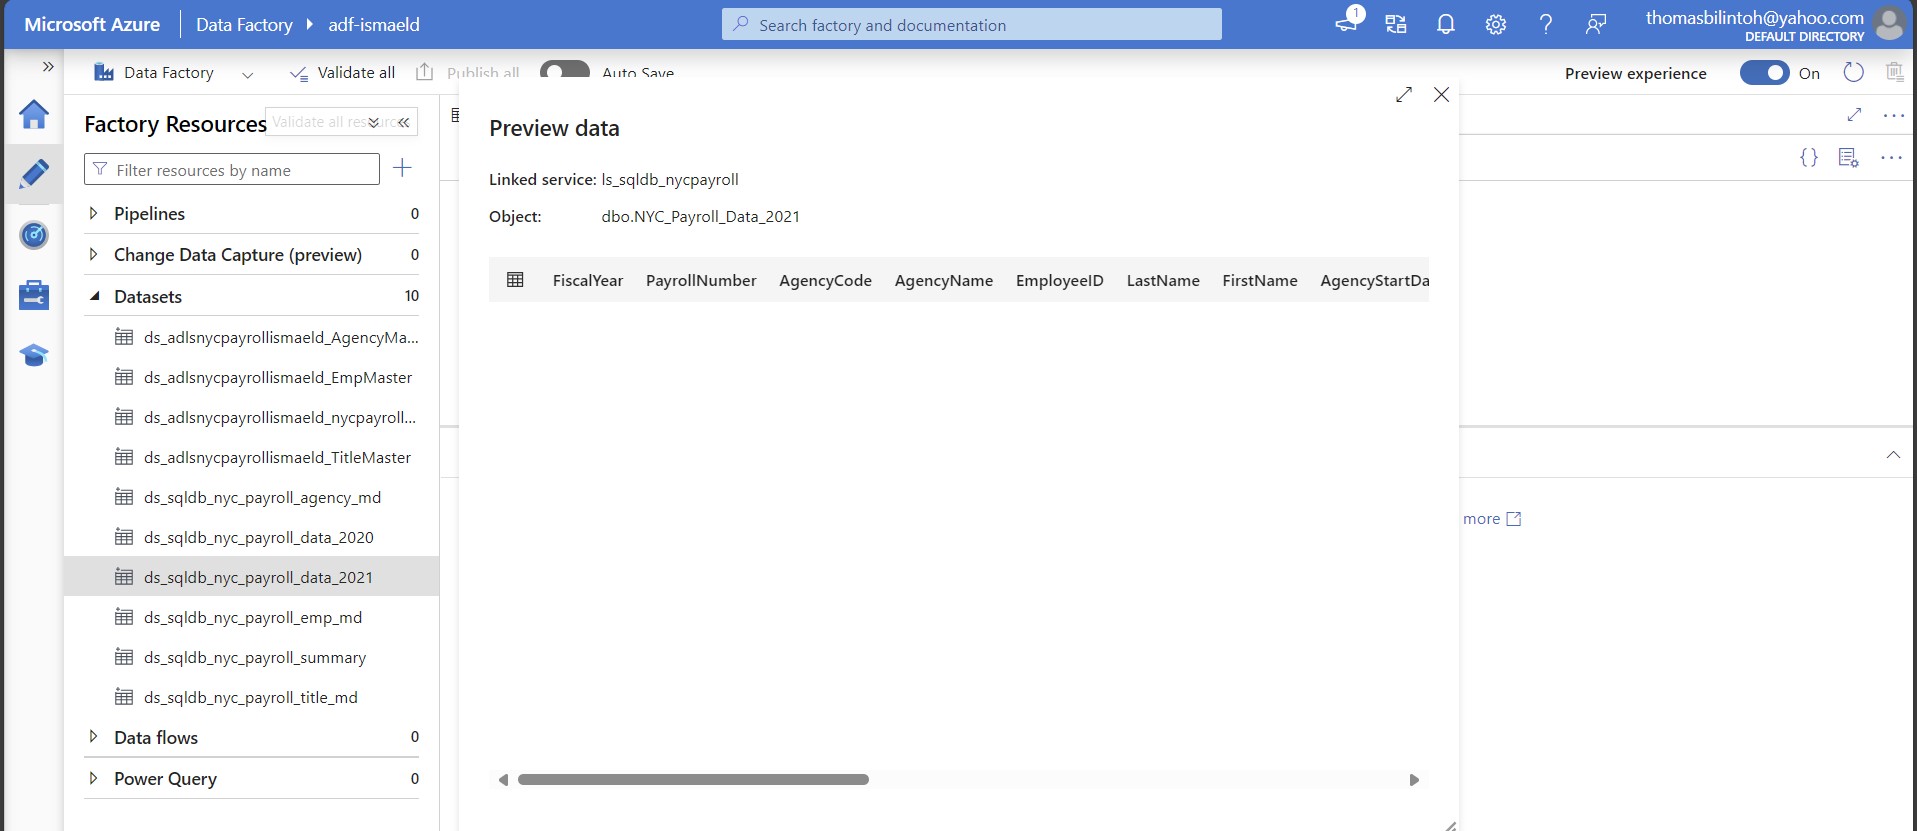 Microsoft Azure
Data Factory
adf-ismaeld
Search factory and documentation
1
thomasbilintoh@yahoo.com
DEFAULT DIRECTORY
Data Factory
Validate all
Publish all
Auto Save
Preview experience
On
Factory Resources
Validate all resources
Filter resources by name
Pipelines 0
Change Data Capture (preview) 0
Datasets 10
ds_adlsnycpayrollismaeld_AgencyMa...
ds_adlsnycpayrollismaeld_EmpMaster
ds_adlsnycpayrollismaeld_nycpayroll...
ds_adlsnycpayrollismaeld_TitleMaster
ds_sqldb_nyc_payroll_agency_md
ds_sqldb_nyc_payroll_data_2020
ds_sqldb_nyc_payroll_data_2021
ds_sqldb_nyc_payroll_emp_md
ds_sqldb_nyc_payroll_summary
ds_sqldb_nyc_payroll_title_md
Data flows 0
Power Query 0
Preview data
Linked service: ls_sqldb_nycpayroll
Object: dbo.NYC_Payroll_Data_2021
FiscalYear PayrollNumber AgencyCode AgencyName EmployeeID LastName FirstName AgencyStartDa
more